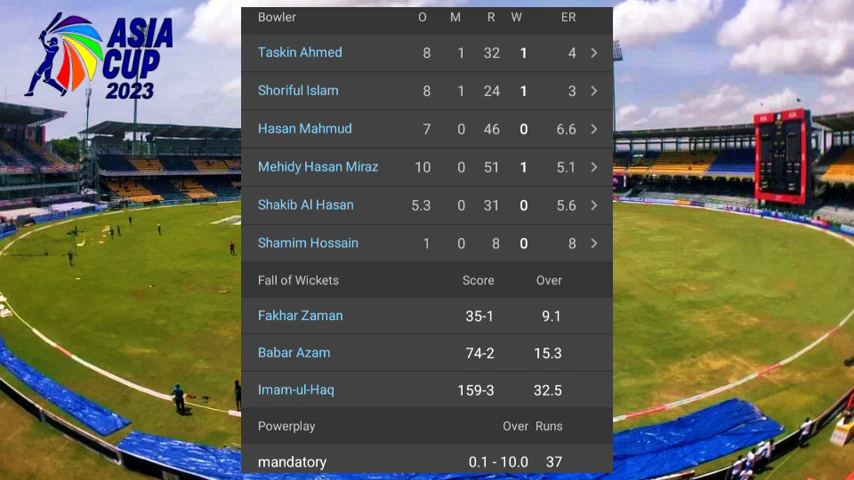 ASIA
CUP
2023
Bowler O M R W ER
Taskin Ahmed 8 1 32 1 4
Shoriful Islam 8 1 24 1 3
Hasan Mahmud 7 0 46 0 6.6
Mehidy Hasan Miraz 10 0 51 1 5.1
Shakib Al Hasan 5.3 0 31 0 5.6
Shamim Hossain 1 0 8 0 8
Fall of Wickets Score Over
Fakhar Zaman 35-1 9.1
Babar Azam 74-2 15.3
Imam-ul-Haq 159-3 32.5
Powerplay Over Runs
mandatory 0.1 - 10.0 37